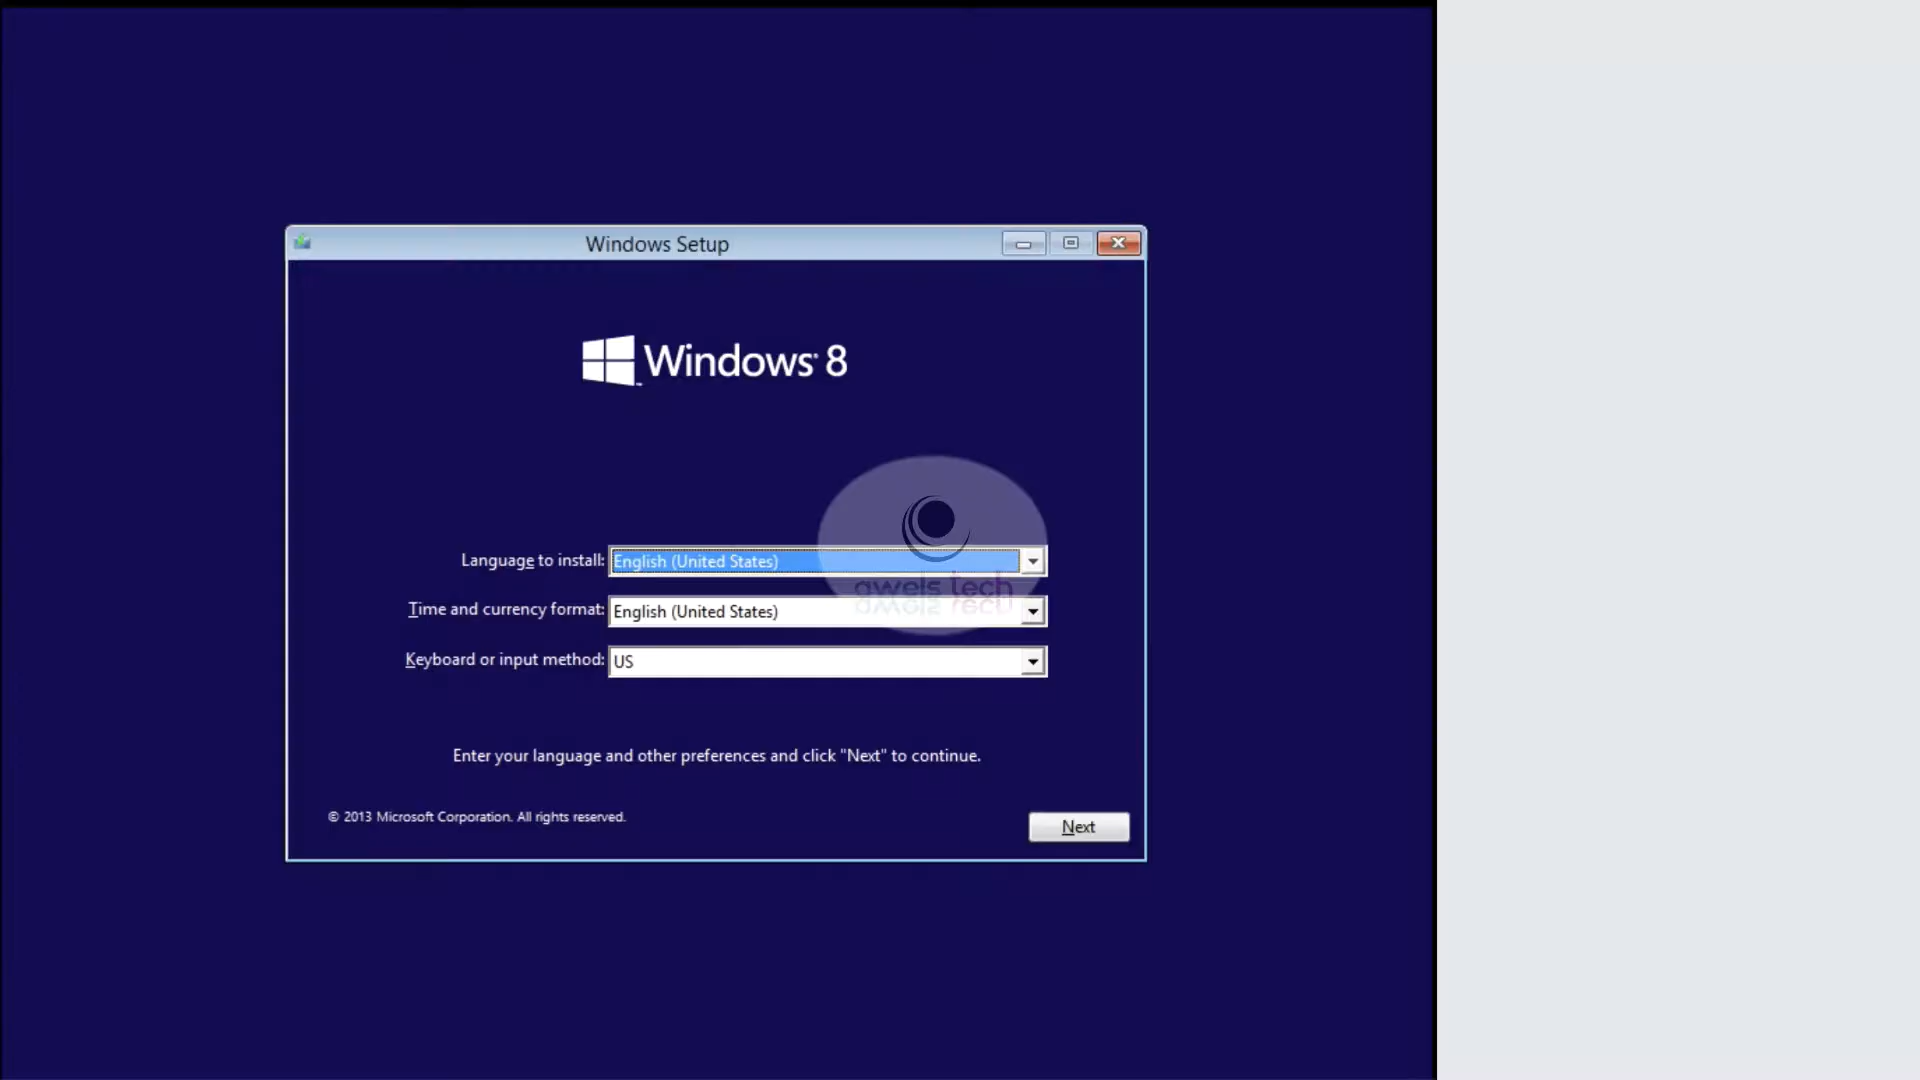 Windows Setup
Windows 8
awels tech
Language to install: English (United States)
Time and currency format: English (United States)
Keyboard or input method: US
Enter your language and other preferences and click "Next" to continue.
© 2013 Microsoft Corporation. All rights reserved.
Next